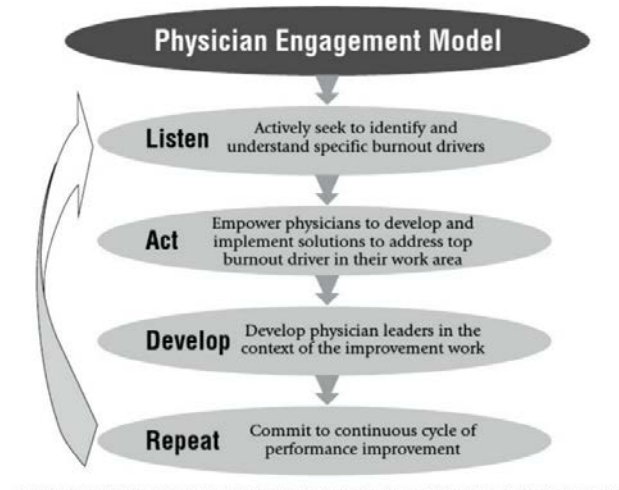 Physician Engagement Model
Listen
Actively seek to identify and
understand specific burnout drivers
Act
Empower physicians to develop and
implement solutions to address top
burnout driver in their work area
Develop
Develop physician leaders in the
context of the improvement work
Repeat
Commit to continuous cycle of
performance improvement